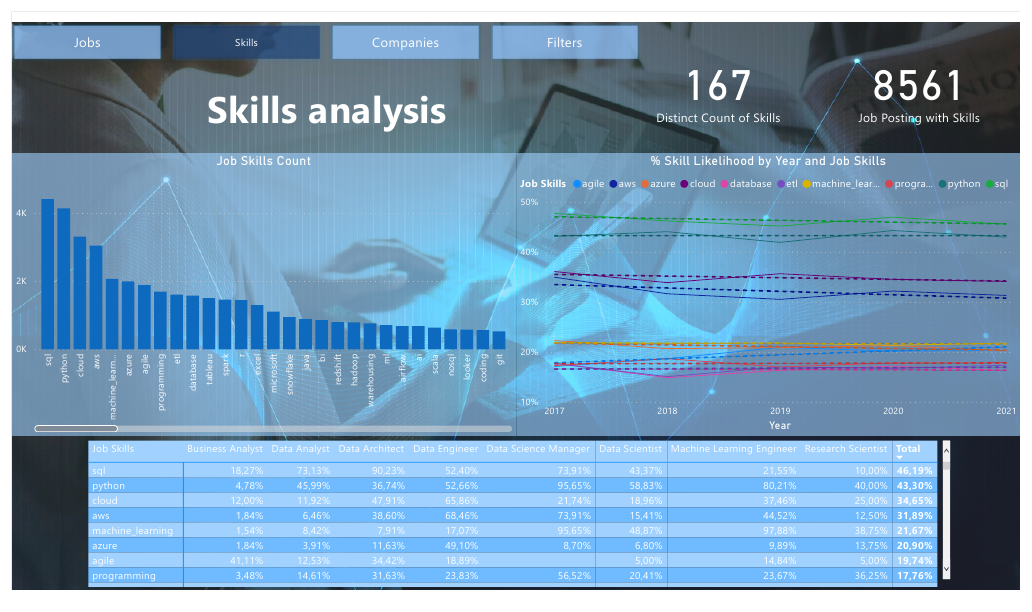 Jobs Skills Companies Filters
Skills analysis
167
Distinct Count of Skills
8561
Job Posting with Skills
Job Skills Count
4K
2K
0K
sql
python
cloud
aws
machine_learn...
azure
agile
programming
etl
database
tableau
spark
r
excel
microsoft
snowflake
java
bi
redshift
hadoop
warehousing
ml
airflow
ai
scala
nosql
looker
coding
git
% Skill Likelihood by Year and Job Skills
Job Skills agile aws azure cloud database etl machine_lear... progra... python sql
50%
40%
30%
20%
10%
2017 2018 2019 2020 2021
Year
Job Skills Business Analyst Data Analyst Data Architect Data Engineer Data Science Manager Data Scientist Machine Learning Engineer Research Scientist Total
sql 18,27% 73,13% 90,23% 52,40% 73,91% 43,37% 21,55% 10,00% 46,19%
python 4,78% 45,99% 36,74% 52,66% 95,65% 58,83% 80,21% 40,00% 43,30%
cloud 12,00% 11,92% 47,91% 65,86% 21,74% 18,96% 37,46% 25,00% 34,65%
aws 1,84% 6,46% 38,60% 68,46% 73,91% 15,41% 44,52% 12,50% 31,89%
machine_learning 1,54% 8,42% 7,91% 17,07% 95,65% 48,87% 97,88% 38,75% 21,67%
azure 1,84% 3,91% 11,63% 49,10% 8,70% 6,80% 9,89% 13,75% 20,90%
agile 41,11% 12,53% 34,42% 18,89% 5,00% 14,84% 5,00% 19,74%
programming 3,48% 14,61% 31,63% 23,83% 56,52% 20,41% 23,67% 36,25% 17,76%